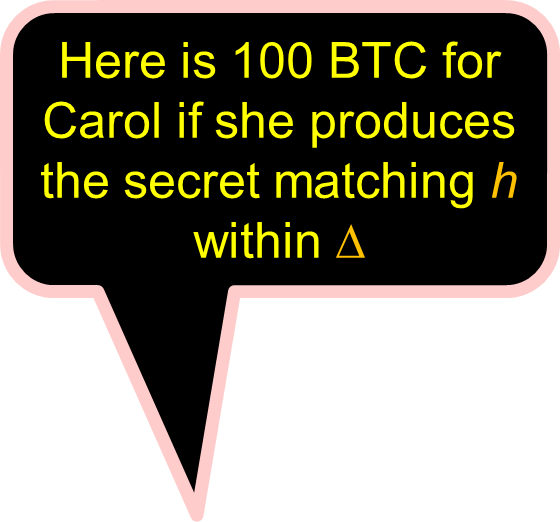 Here is 100 BTC for
Carol if she produces
the secret matching h
within Δ